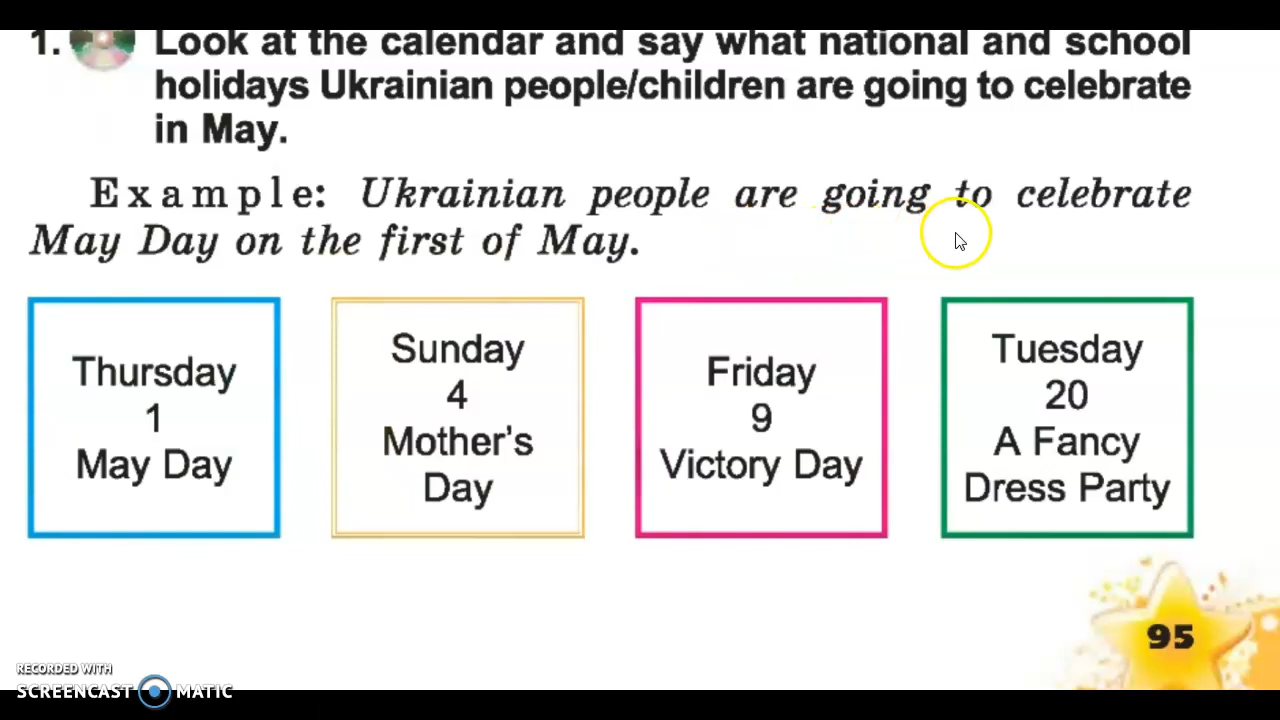 1. Look at the calendar and say what national and school
holidays Ukrainian people/children are going to celebrate
in May.
Example: Ukrainian people are going to celebrate
May Day on the first of May.
Thursday
1
May Day
Sunday
4
Mother's
Day
Friday
9
Victory Day
Tuesday
20
A Fancy
Dress Party
95
RECORDED WITH
SCREENCAST MATIC